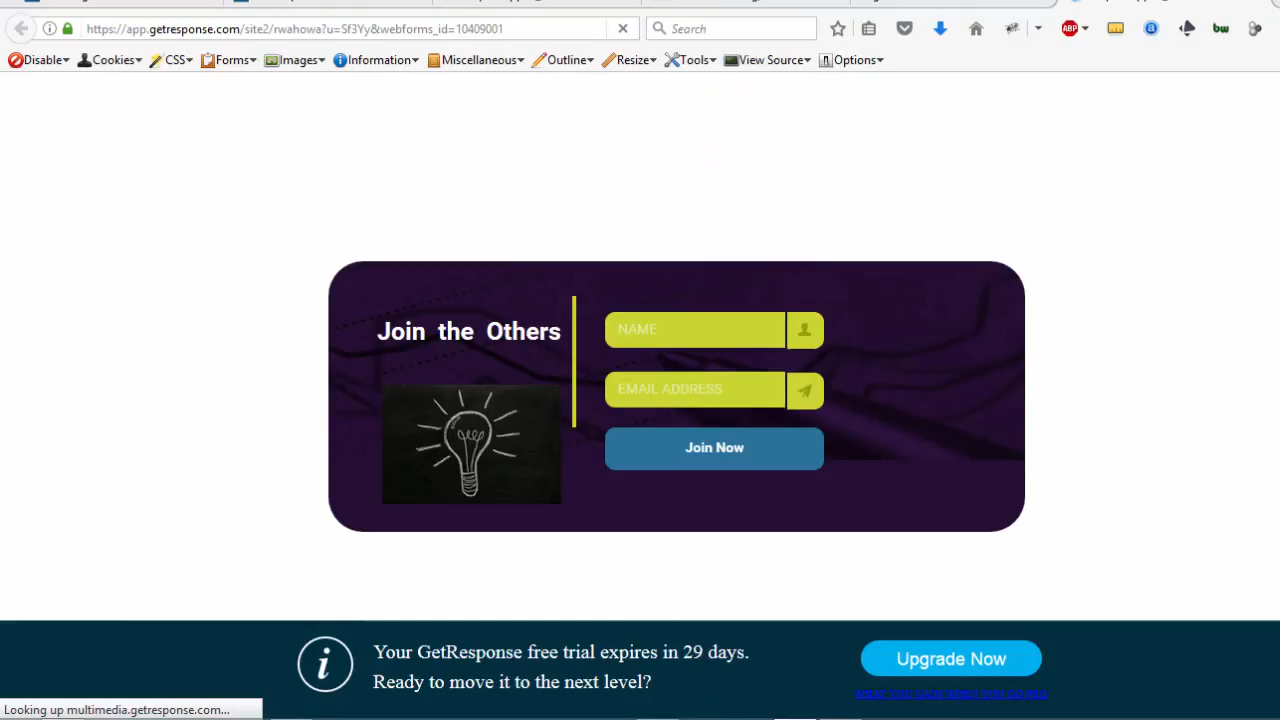 https://app.getresponse.com/site2/rwahowa?u=Sf3Yy&webforms_id=10409001
Search
ABP
a
bw
Disable
Cookies
CSS
Forms
Images
Information
Miscellaneous
Outline
Resize
Tools
View Source
Options
Join the Others
NAME
EMAIL ADDRESS
Join Now
i
Your GetResponse free trial expires in 29 days.
Ready to move it to the next level?
Upgrade Now
Looking up multimedia.getresponse.com...